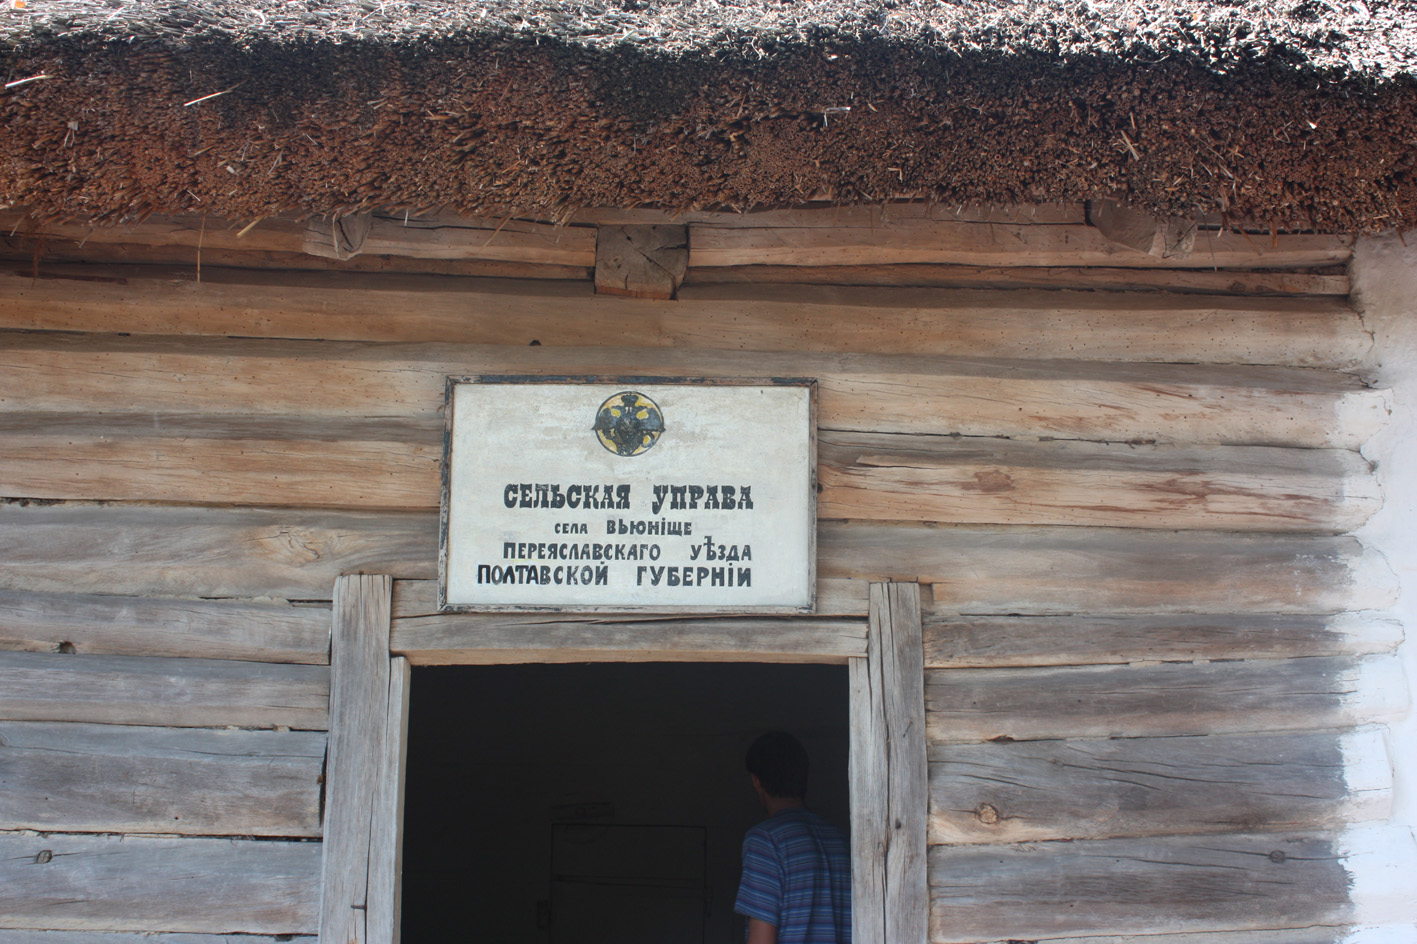 СЕЛЬСКАЯ УПРАВА
СЕЛА ВЬЮНІЩЕ
ПЕРЕЯСЛАВСКАГО УѢЗДА
ПОЛТАВСКОЙ ГУБЕРНІИ